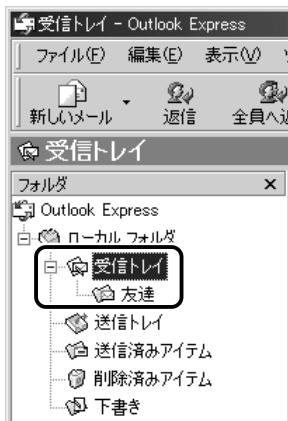 受信トレイ - Outlook Express
ファイル(F) 編集(E) 表示(V)
新しいメール 返信 全員へ
受信トレイ
フォルダ ×
Outlook Express
ローカル フォルダ
受信トレイ
友達
送信トレイ
送信済みアイテム
削除済みアイテム
下書き